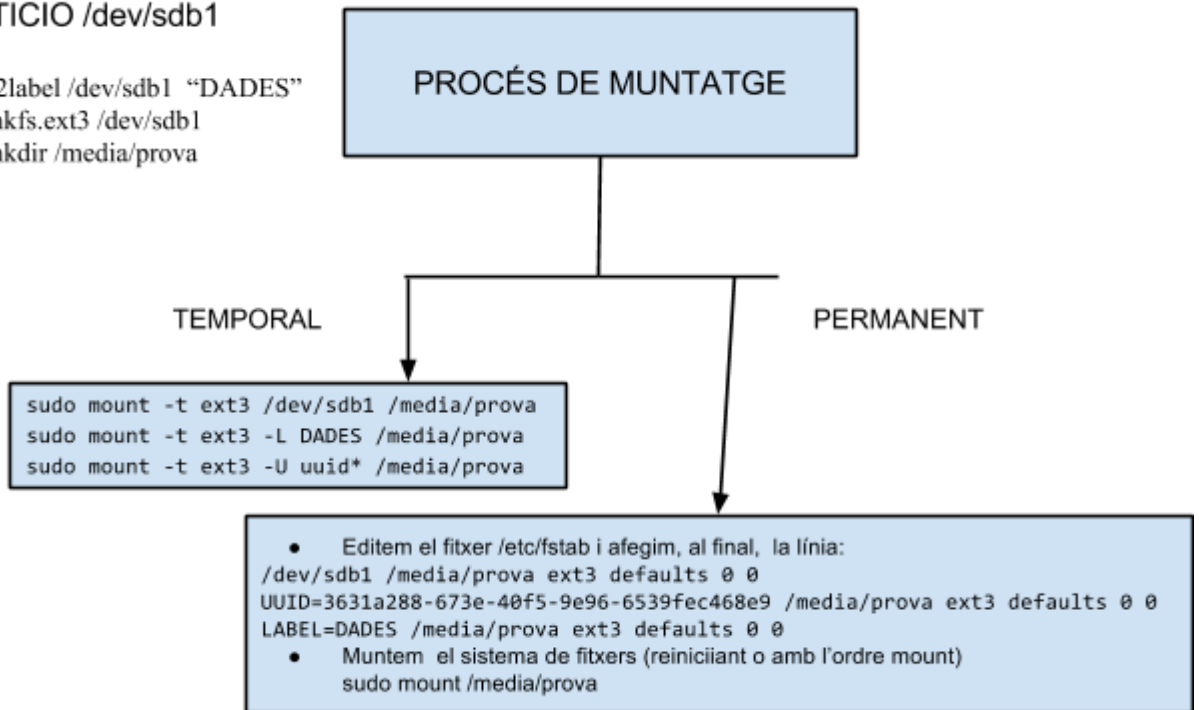 TICIO /dev/sdb1
2label /dev/sdb1 “DADES”
nkfs.ext3 /dev/sdb1
nkdir /media/prova
PROCÉS DE MUNTATGE
TEMPORAL
PERMANENT
sudo mount -t ext3 /dev/sdb1 /media/prova
sudo mount -t ext3 -L DADES /media/prova
sudo mount -t ext3 -U uuid* /media/prova
● Editem el fitxer /etc/fstab i afegim, al final, la línia:
/dev/sdb1 /media/prova ext3 defaults 0 0
UUID=3631a288-673e-40f5-9e96-6539fec468e9 /media/prova ext3 defaults 0 0
LABEL=DADES /media/prova ext3 defaults 0 0
● Muntem el sistema de fitxers (reiniciiant o amb l’ordre mount)
sudo mount /media/prova